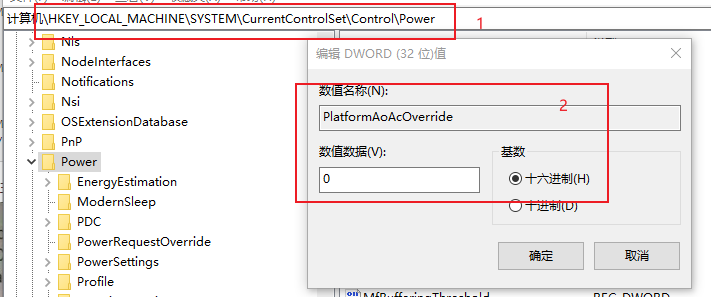 计算机\HKEY_LOCAL_MACHINE\SYSTEM\CurrentControlSet\Control\Power
1
Nls
NodeInterfaces
Notifications
Nsi
OSExtensionDatabase
PnP
Power
EnergyEstimation
ModernSleep
PDC
PowerRequestOverride
PowerSettings
Profile
编辑 DWORD (32 位)值
数值名称(N):
2
PlatformAoAcOverride
数值数据(V):
0
基数
十六进制(H)
十进制(D)
确定
取消
MfBufferingThreshold
REG_DWORD